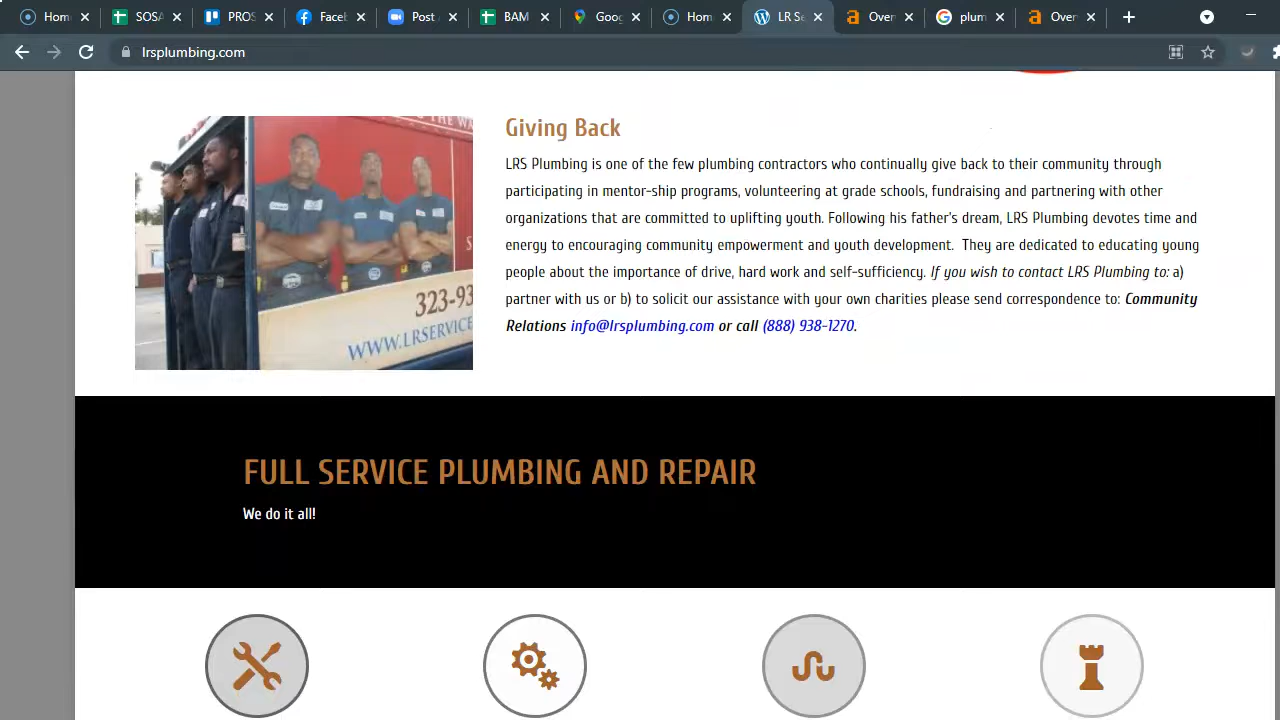 Hom
SOSA
PROS
Facel
Post
BAM
Goog
Hom
LR Se
Over
plum
Over
lrsplumbing.com
THE WA
323-93
WWW.LRSERVICE
Giving Back
LRS Plumbing is one of the few plumbing contractors who continually give back to their community through
participating in mentor-ship programs, volunteering at grade schools, fundraising and partnering with other
organizations that are committed to uplifting youth. Following his father's dream, LRS Plumbing devotes time and
energy to encouraging community empowerment and youth development. They are dedicated to educating young
people about the importance of drive, hard work and self-sufficiency. If you wish to contact LRS Plumbing to: a)
partner with us or b) to solicit our assistance with your own charities please send correspondence to: Community
Relations info@lrsplumbing.com or call (888) 938-1270.
FULL SERVICE PLUMBING AND REPAIR
We do it all!